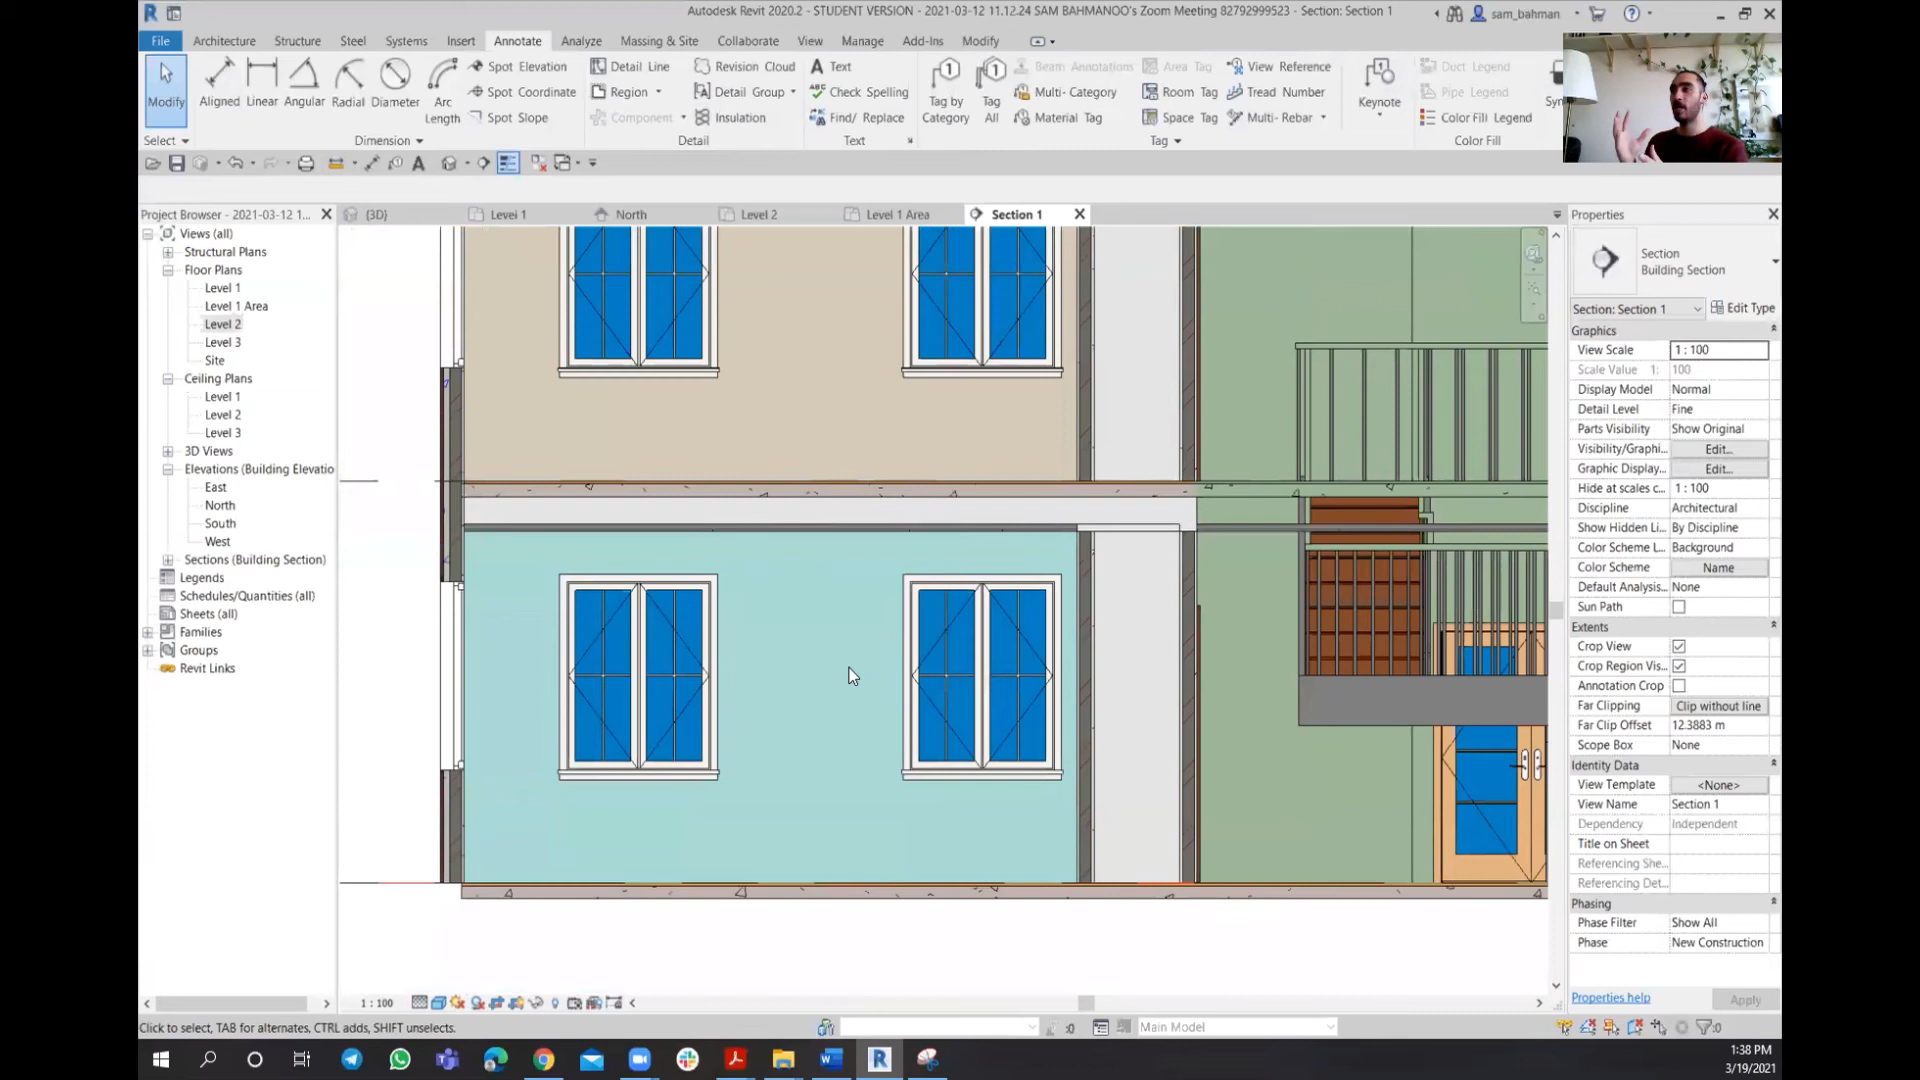 Autodesk Revit 2020.2 - STUDENT VERSION - 2021-03-12 11.12.24 SAM BAHMANOO's Zoom Meeting 82792999523 - Section: Section 1
sam_bahman
File Architecture Structure Steel Systems Insert Annotate Analyze Massing & Site Collaborate View Manage Add-Ins Modify
Modify Aligned Linear Angular Radial Diameter Arc Length
Spot Elevation
Spot Coordinate
Spot Slope
Detail Line
Region
Component
Revision Cloud
Detail Group
Insulation
Text
Check Spelling
Find/ Replace
Tag by Category
Tag All
Beam Annotations
Multi- Category
Material Tag
Area Tag
Room Tag
Space Tag
View Reference
Tread Number
Multi- Rebar
Keynote
Duct Legend
Pipe Legend
Color Fill Legend
Select Dimension Detail Text Tag Color Fill
Project Browser - 2021-03-12 1...
{3D} Level 1 North Level 2 Level 1 Area Section 1
Views (all)
Structural Plans
Floor Plans
Level 1
Level 1 Area
Level 2
Level 3
Site
Ceiling Plans
Level 1
Level 2
Level 3
3D Views
Elevations (Building Elevatio
East
North
South
West
Sections (Building Section)
Legends
Schedules/Quantities (all)
Sheets (all)
Families
Groups
Revit Links
Properties
Section
Building Section
Section: Section 1 Edit Type
Graphics
View Scale 1 : 100
Scale Value 1: 100
Display Model Normal
Detail Level Fine
Parts Visibility Show Original
Visibility/Graphi... Edit...
Graphic Display... Edit...
Hide at scales c... 1 : 100
Discipline Architectural
Show Hidden Li... By Discipline
Color Scheme L... Background
Color Scheme Name
Default Analysis... None
Sun Path
Extents
Crop View
Crop Region Vis...
Annotation Crop
Far Clipping Clip without line
Far Clip Offset 12.3883 m
Scope Box None
Identity Data
View Template <None>
View Name Section 1
Dependency Independent
Title on Sheet
Referencing She...
Referencing Det...
Phasing
Phase Filter Show All
Phase New Construction
Properties help Apply
1 : 100
Click to select, TAB for alternates, CTRL adds, SHIFT unselects.
:0 Main Model :0
1:38 PM
3/19/2021